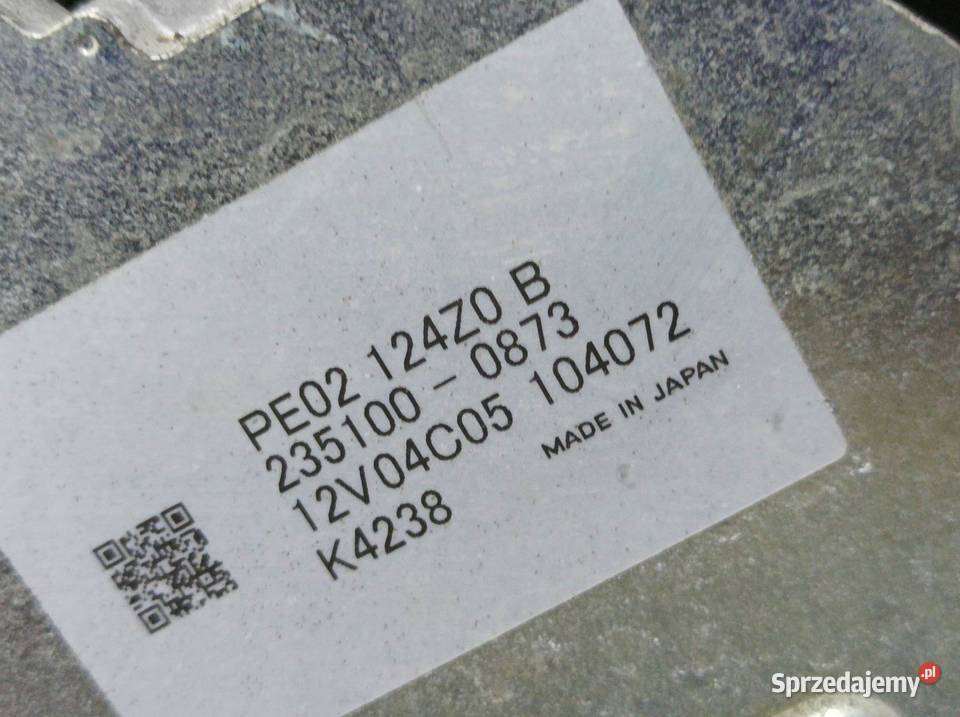 PE02 124Z0 B
235100-0873
12V04C05 104072
K4238
MADE IN JAPAN
Sprzedajemy.pl